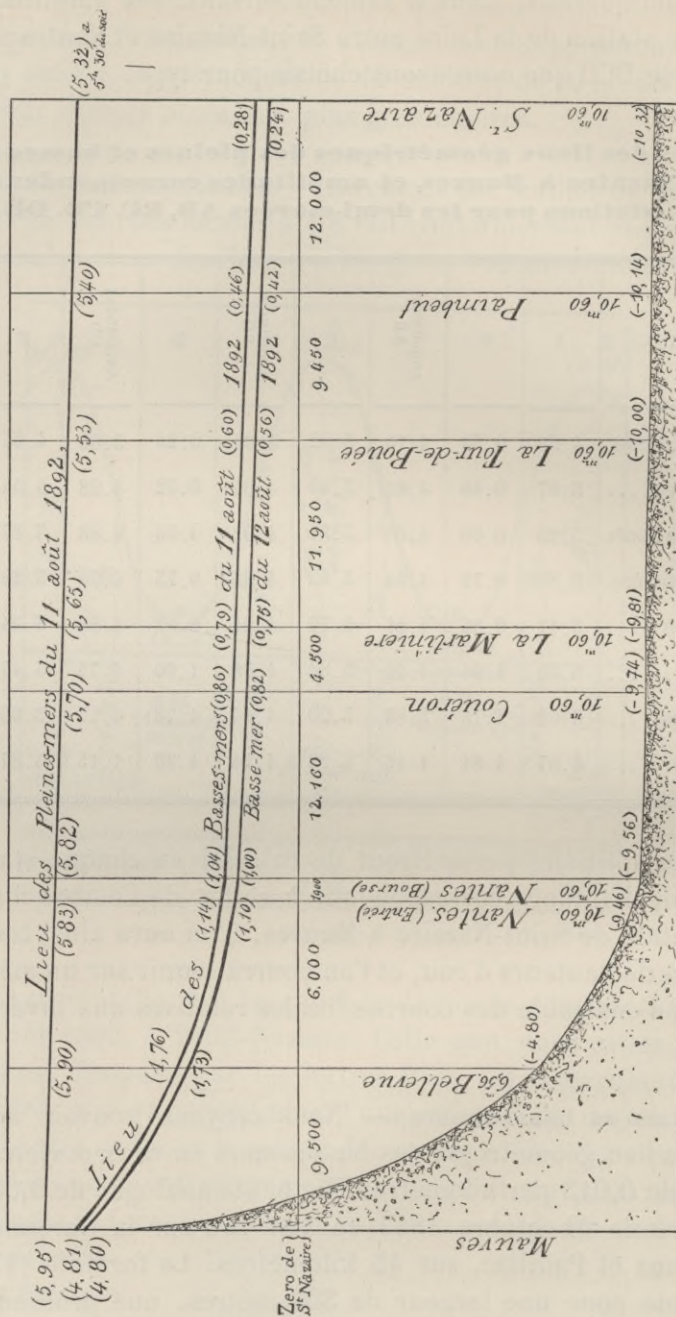 (5,32) à
5h 30' du soir
Lieu des Pleines-mers du 11 août 1892,
(5,95)
(5,90)
(5 83)
(5,82)
(5,70)
(5,65)
(5,53)
(5,40)
(4,81)
(4,80)
Lieu des Basses-mers du 11 août 1892
(1,76)
(1,14)
(1,04)
(0,86)
(0,79)
(0,60)
(0,46)
(0,28)
Basse-mer du 12 août 1892
(1,73)
(1,10)
(1,00)
(0,82)
(0,75)
(0,56)
(0,42)
(0,24)
Zero de
St Nazaire
9.500
6.000
1900
12.160
4.500
11.950
9.450
12.000
Mauves
6,56 Bellevue
10,60 Nantes (Entrée)
10,60 Nantes (Bourse)
10,60 Couëron
10,60 La Martinière
10,60 La Tour-de-Bouée
10,60 Paimbeuf
10,60 St Nazaire
(-4,80)
(-9,46)
(-9,56)
(-9,74)
(-9,81)
(-10,00)
(-10,14)
(-10,32)